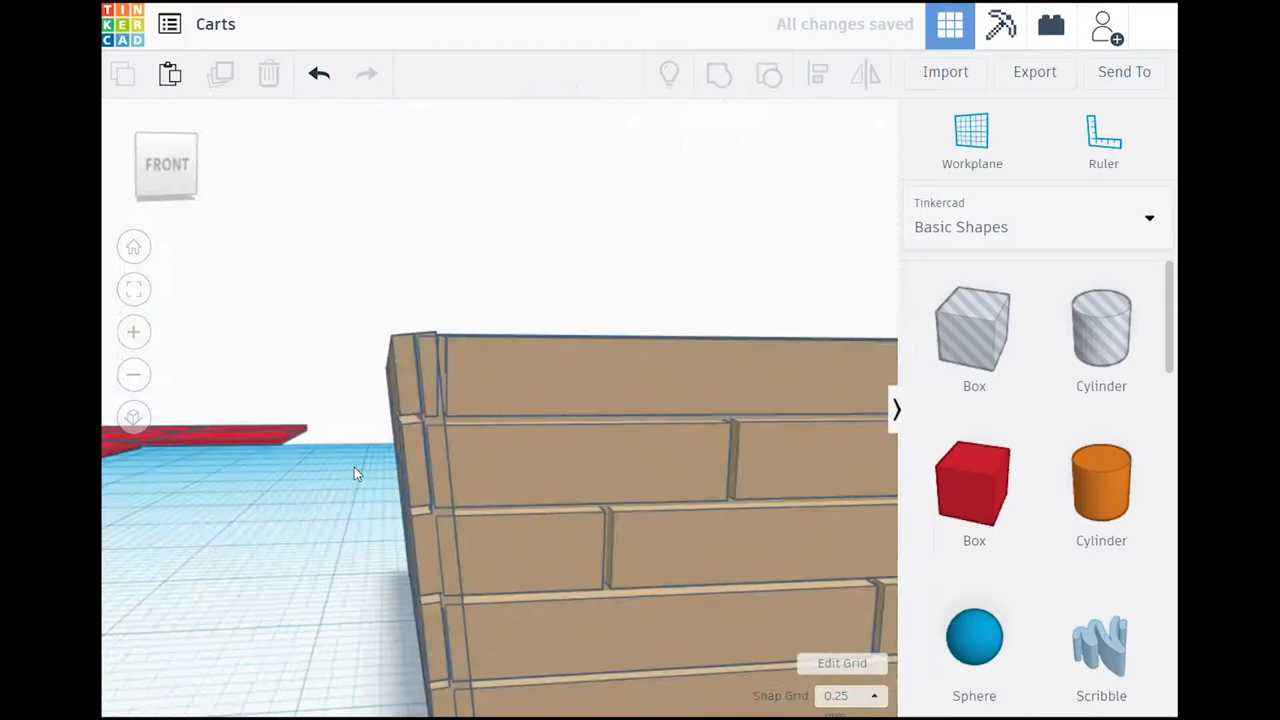 TIN
KER
CAD
Carts
All changes saved
Import
Export
Send To
FRONT
Workplane
Ruler
Tinkercad
Basic Shapes
Box
Cylinder
Box
Cylinder
Edit Grid
Snap Grid 0.25
mm
Sphere
Scribble